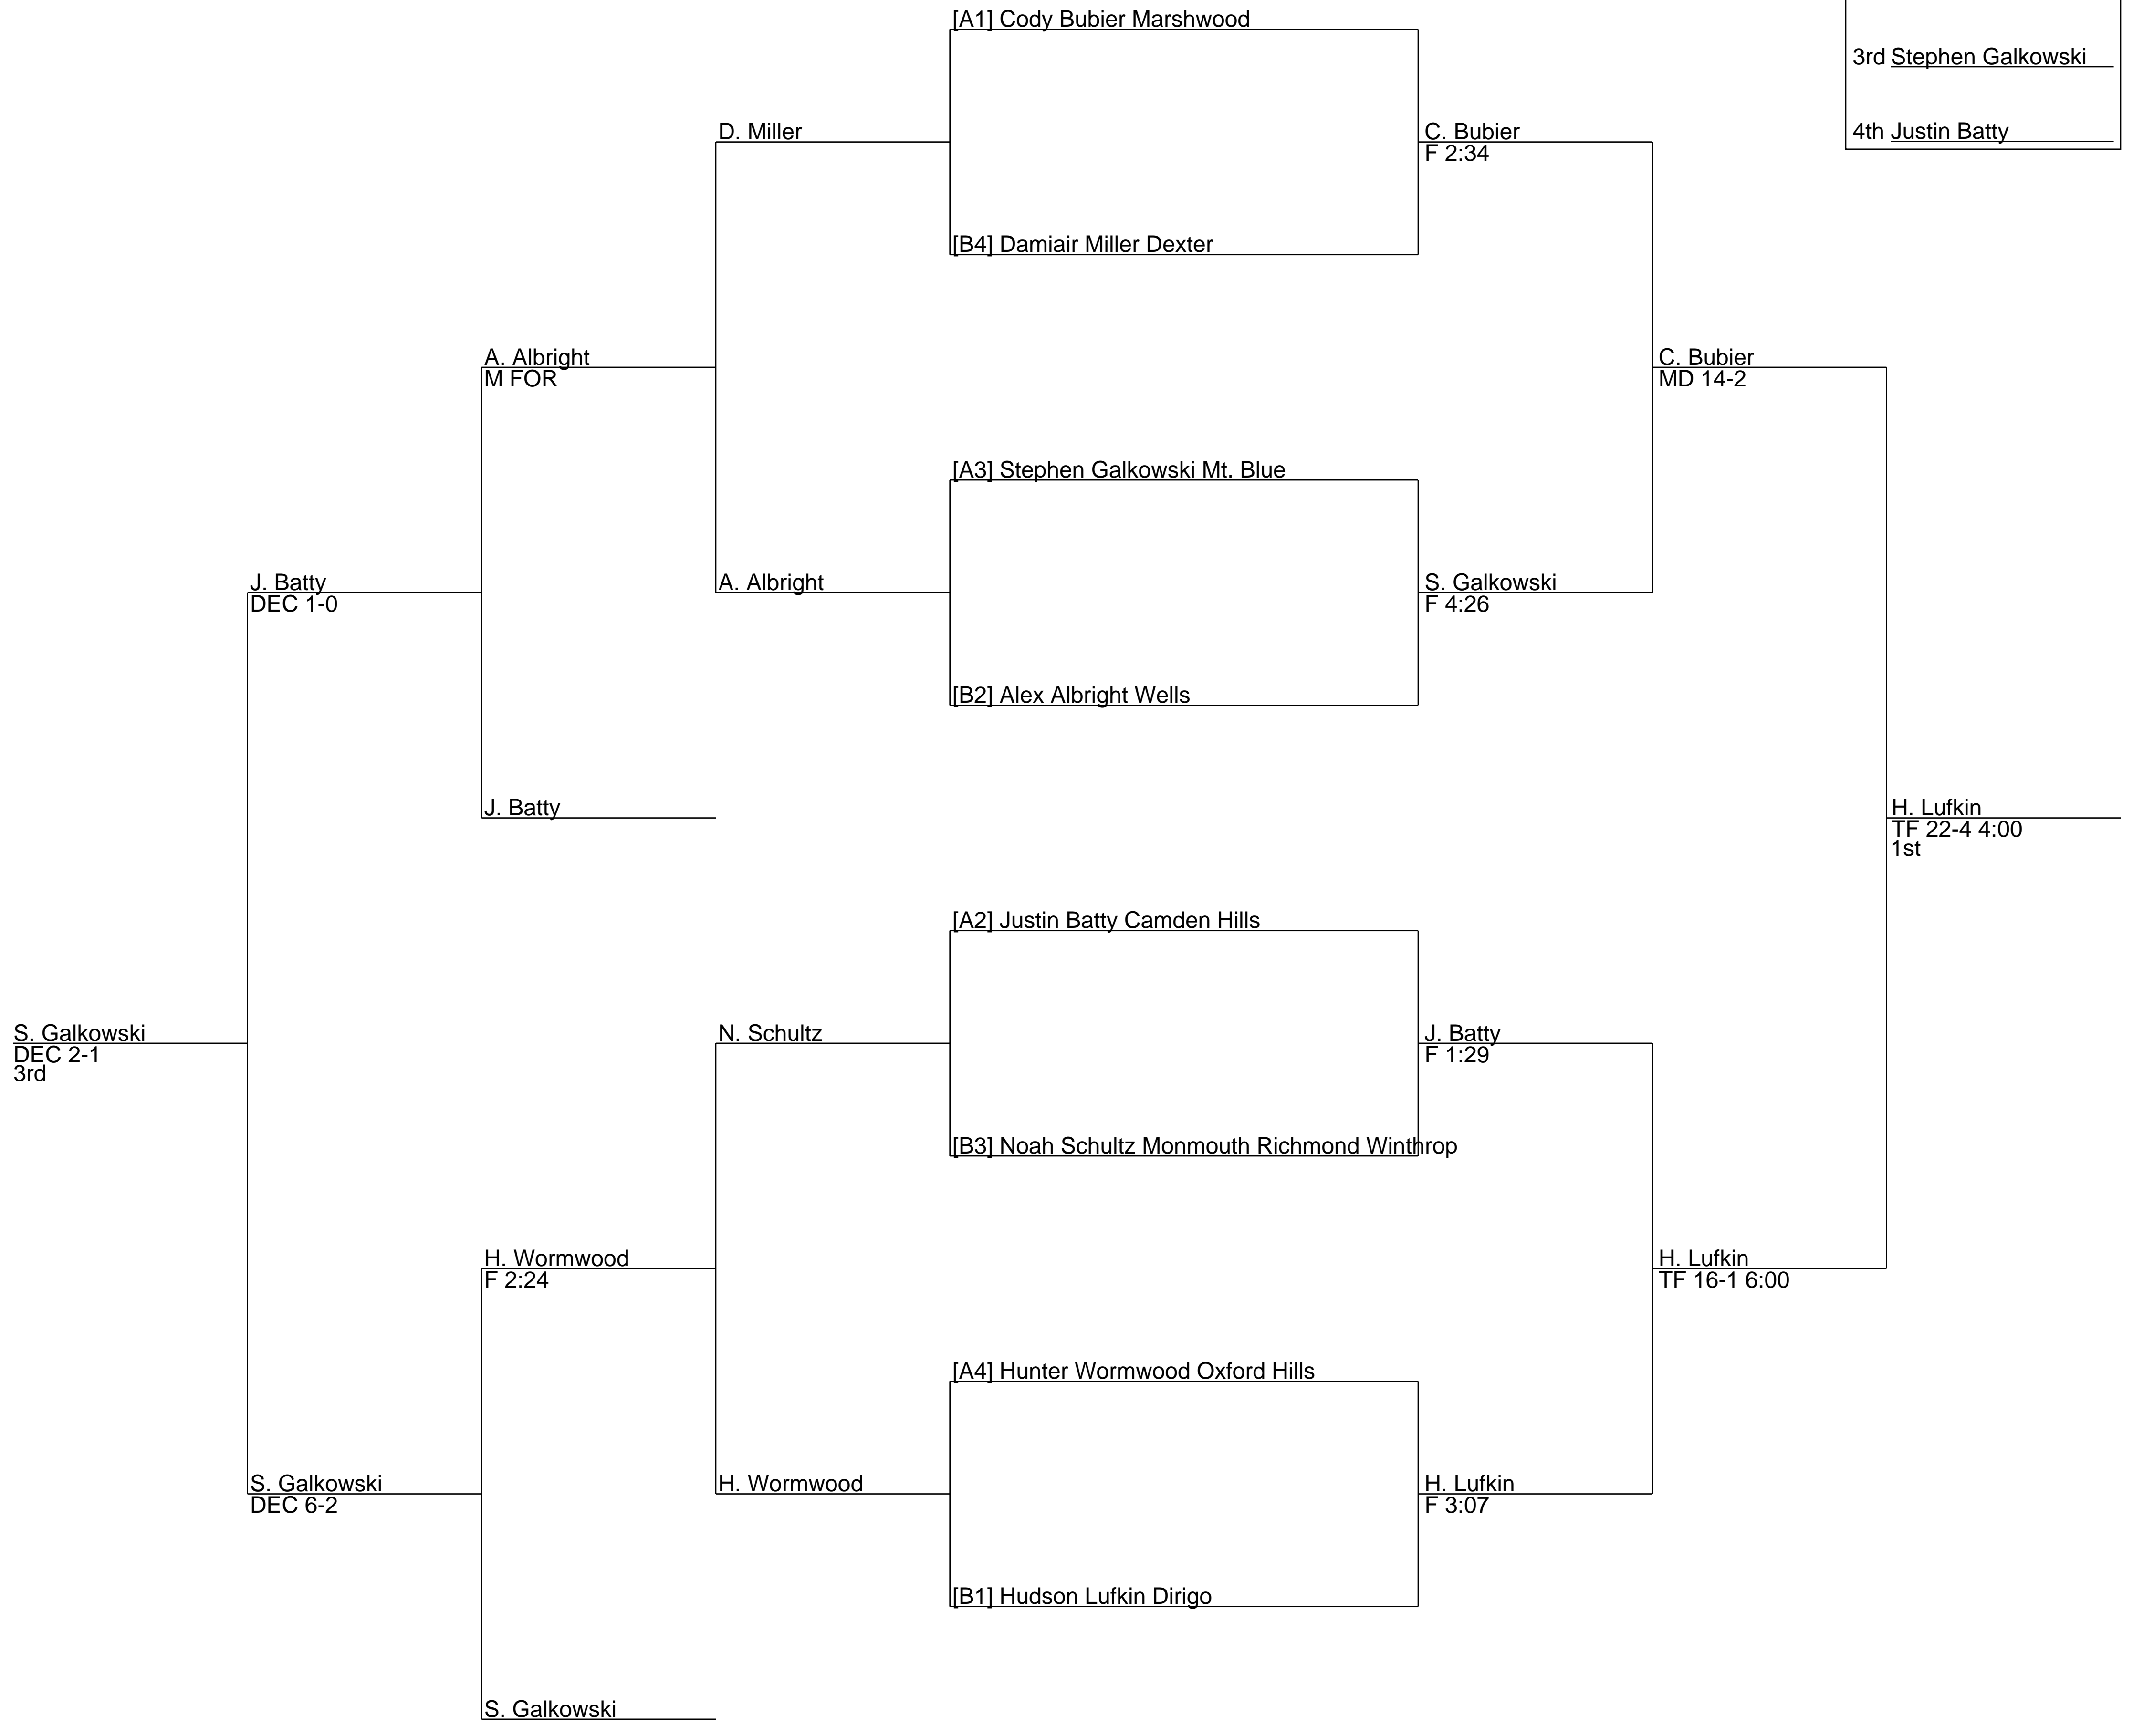 [A1] Cody Bubier Marshwood
3rd Stephen Galkowski
4th Justin Batty
D. Miller
C. Bubier
F 2:34
[B4] Damiair Miller Dexter
A. Albright
M FOR
C. Bubier
MD 14-2
[A3] Stephen Galkowski Mt. Blue
J. Batty
DEC 1-0
A. Albright
S. Galkowski
F 4:26
[B2] Alex Albright Wells
J. Batty
H. Lufkin
TF 22-4 4:00
1st
[A2] Justin Batty Camden Hills
S. Galkowski
DEC 2-1
3rd
N. Schultz
J. Batty
F 1:29
[B3] Noah Schultz Monmouth Richmond Winthrop
H. Wormwood
F 2:24
H. Lufkin
TF 16-1 6:00
[A4] Hunter Wormwood Oxford Hills
S. Galkowski
DEC 6-2
H. Wormwood
H. Lufkin
F 3:07
[B1] Hudson Lufkin Dirigo
S. Galkowski